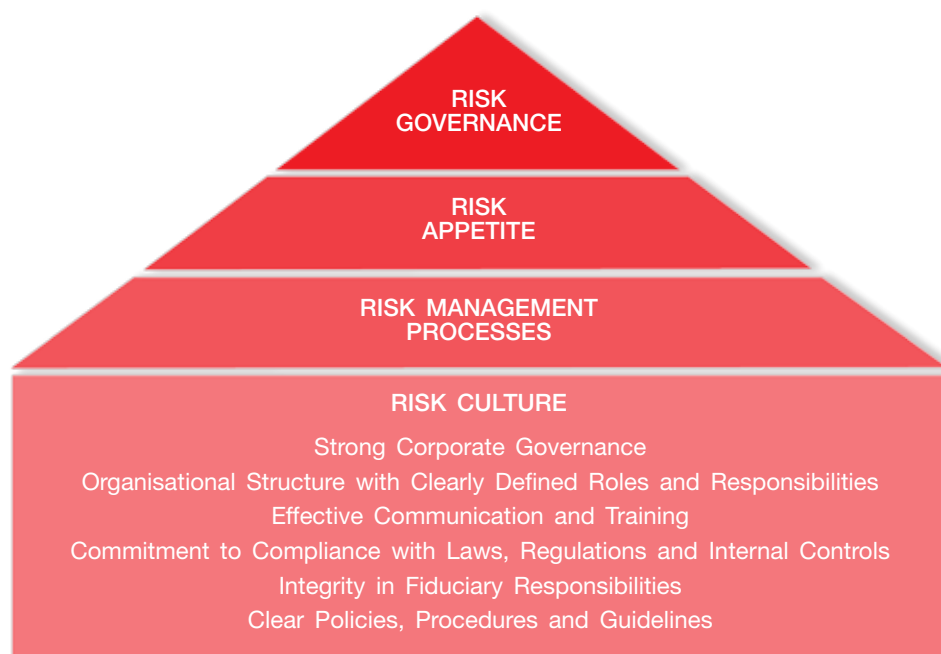 RISK
GOVERNANCE
RISK
APPETITE
RISK MANAGEMENT
PROCESSES
RISK CULTURE
Strong Corporate Governance
Organisational Structure with Clearly Defined Roles and Responsibilities
Effective Communication and Training
Commitment to Compliance with Laws, Regulations and Internal Controls
Integrity in Fiduciary Responsibilities
Clear Policies, Procedures and Guidelines